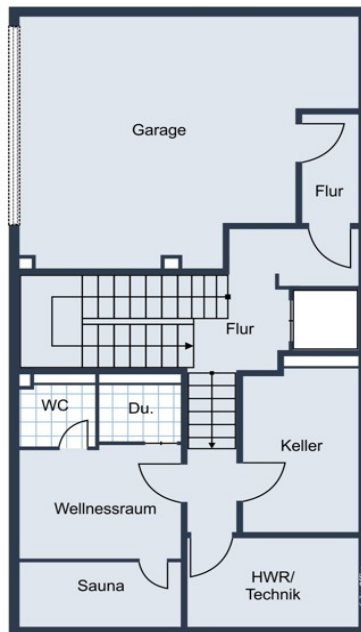 Garage
Flur
Flur
WC
Du.
Keller
Wellnessraum
Sauna
HWR/
Technik